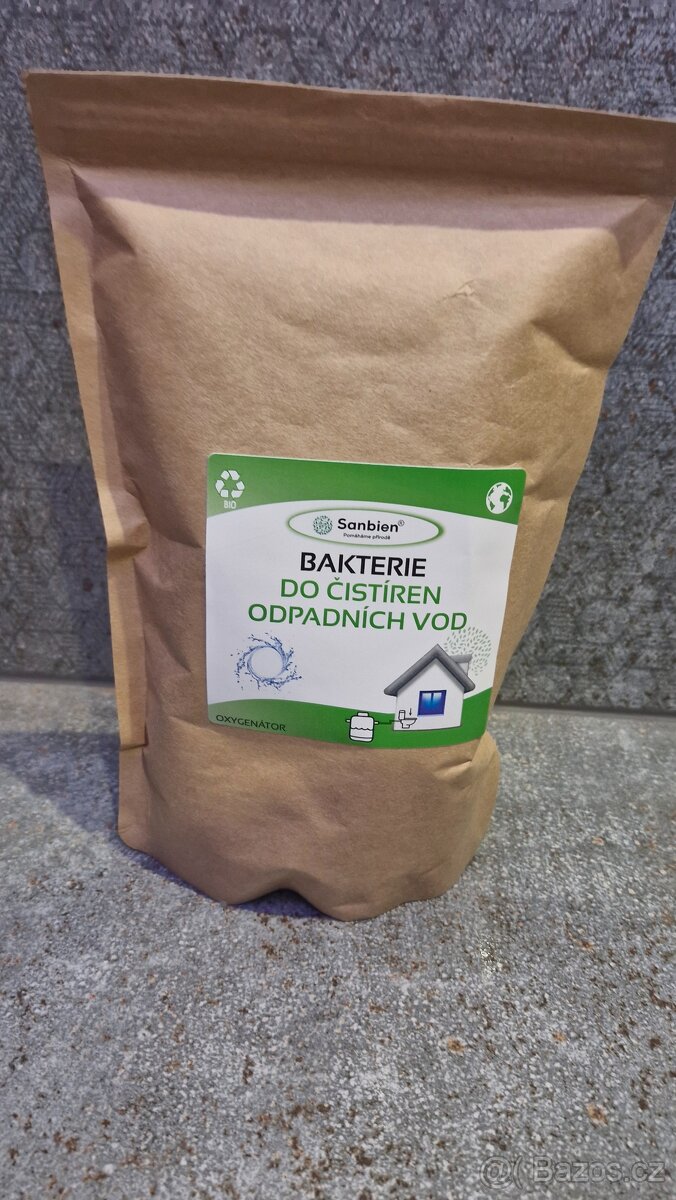 BIO
Sanbien®
Pomáháme přírodě
BAKTERIE
DO ČISTÍREN
ODPADNÍCH VOD
OXYGENÁTOR
@( Bazos.cz